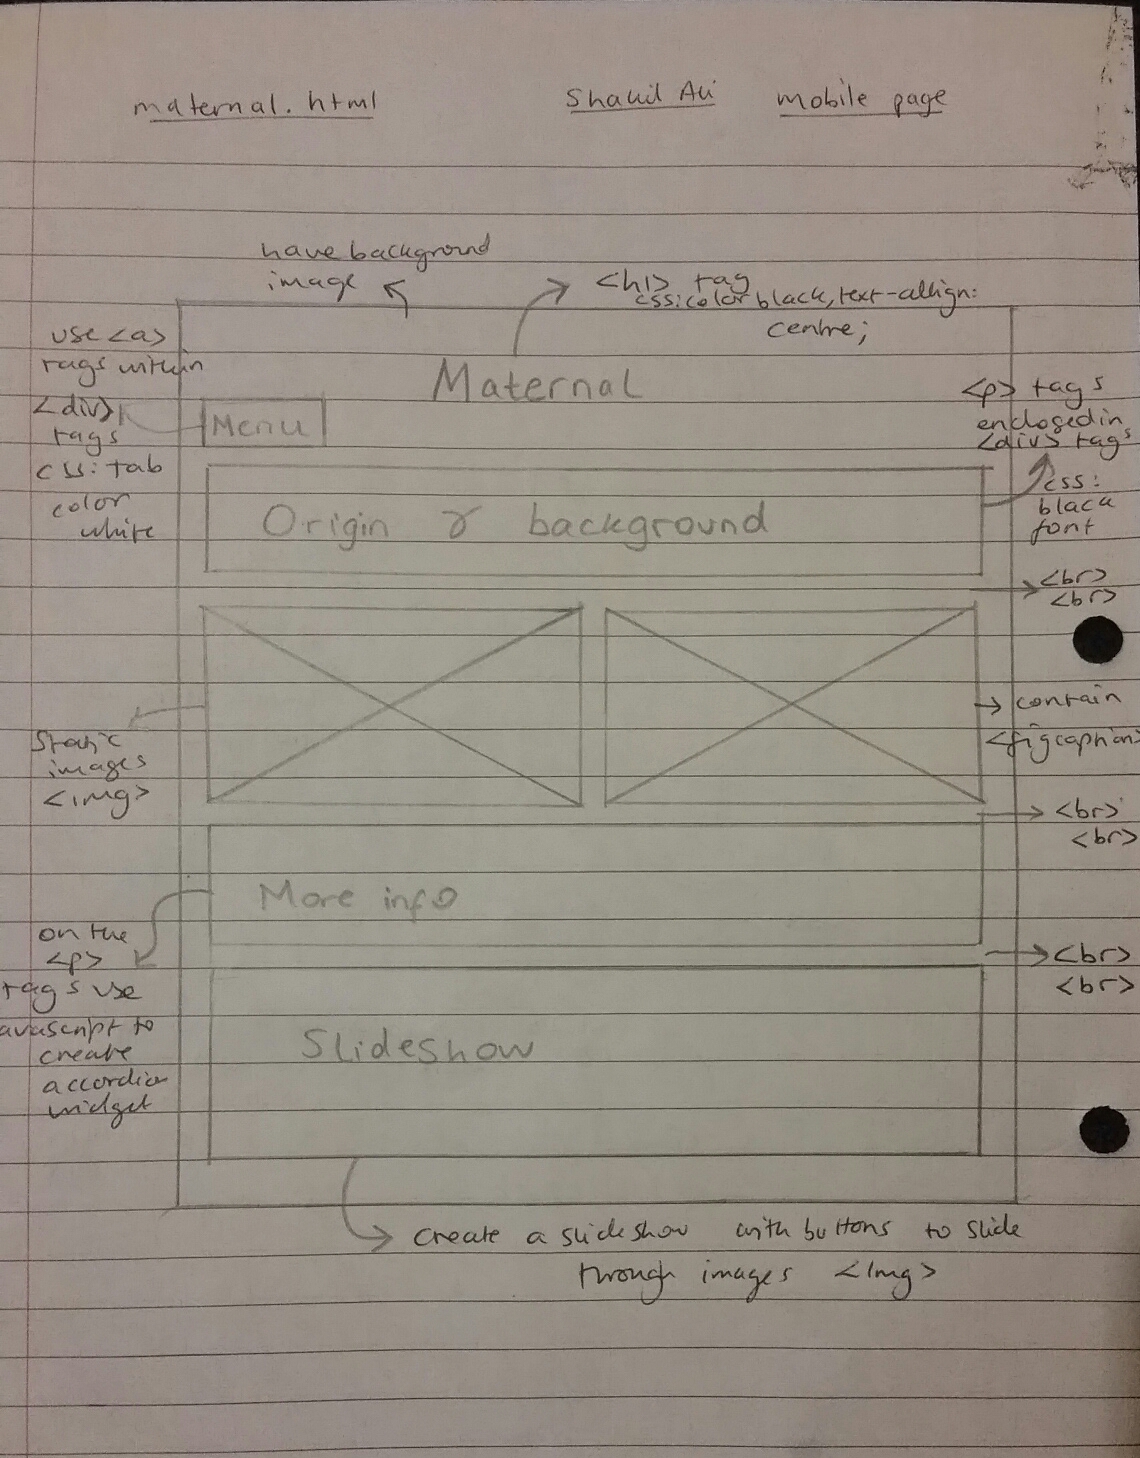 maternal.html
Shakil Ali
mobile page
have background
image
<h1> tag
css:color black, text-allign:
centre;
use <a>
tags within
<div>
tags
css: tab
color
white
Maternal
Menu
<p> tags
enclosed in
<div> tags
css:
black
font
Origin & background
<br>
<br>
Static
images
<img>
contain
<figcaption>
<br>
<br>
More info
on the
<p>
tags use
javascript to
create
accordion
widget
<br>
<br>
Slideshow
create a slideshow with buttons to slide
through images <img>